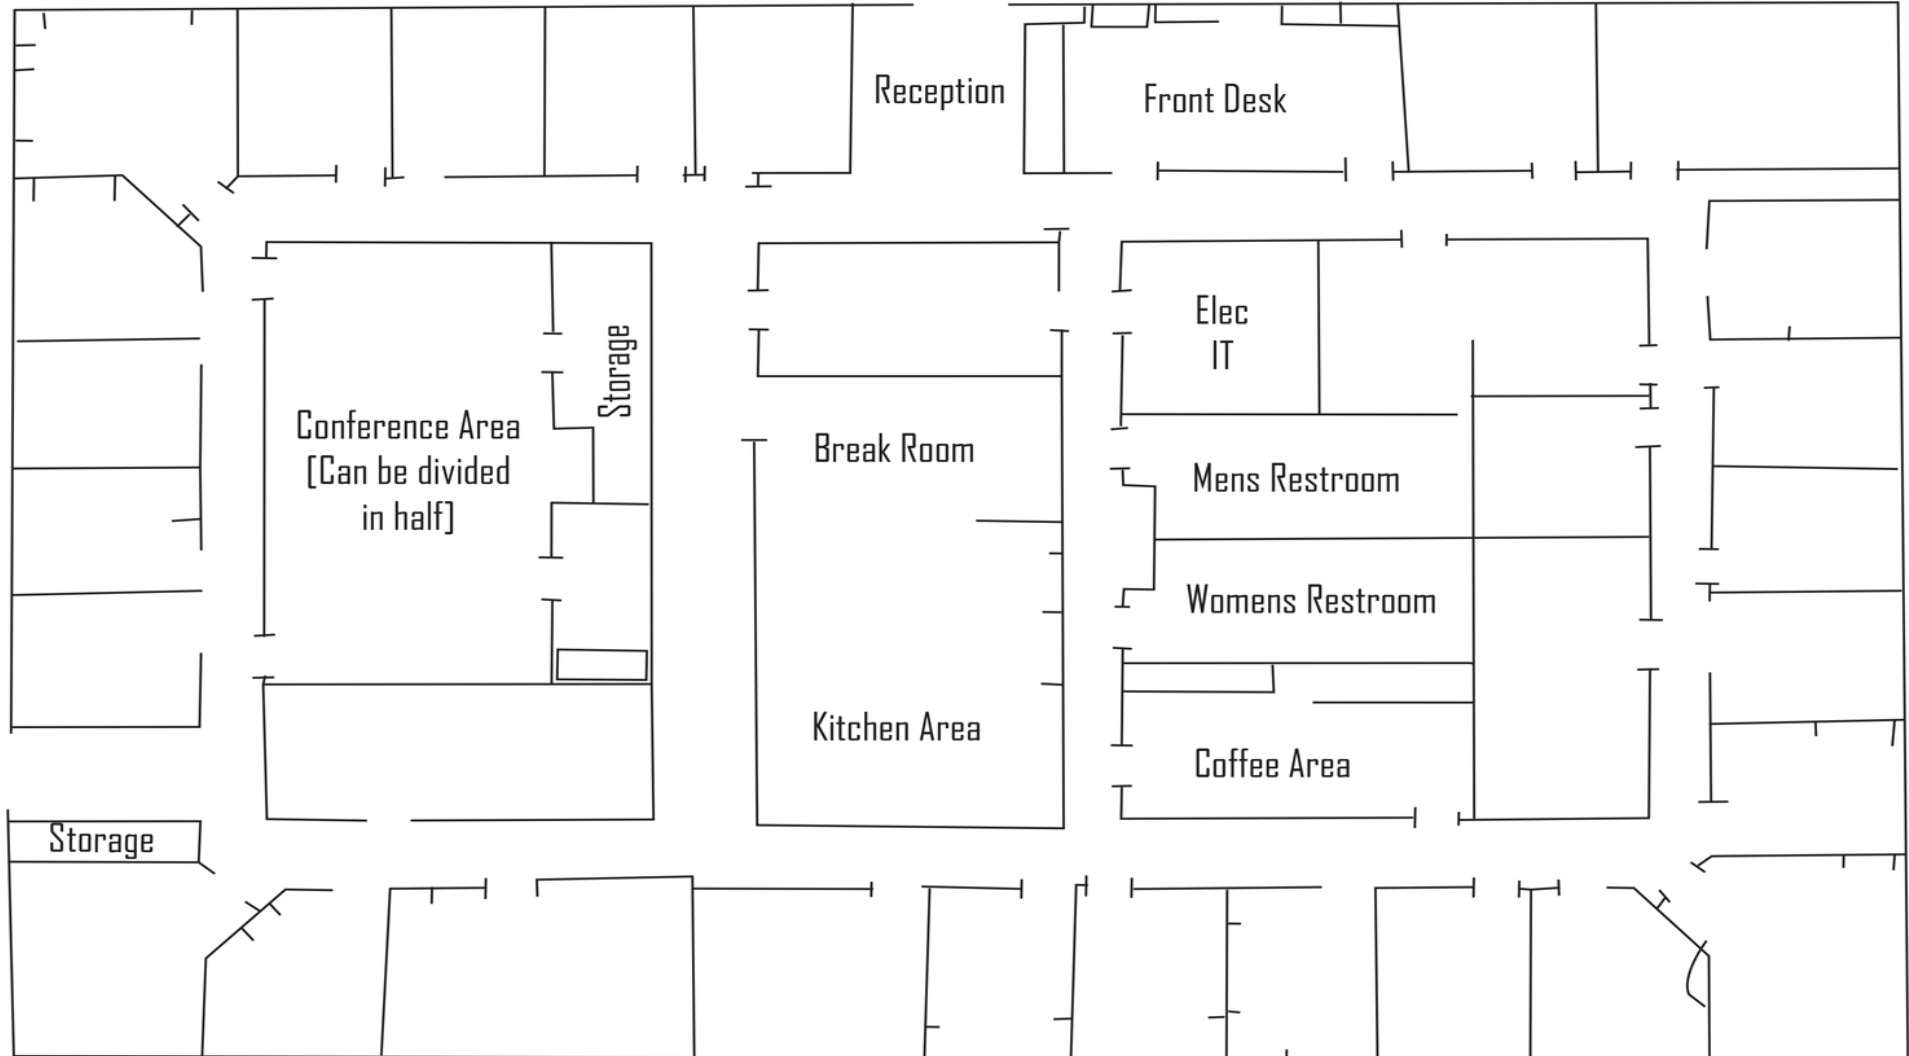 Reception
Front Desk
Elec
IT
Storage
Conference Area
[Can be divided
in half]
Break Room
Mens Restroom
Womens Restroom
Kitchen Area
Coffee Area
Storage